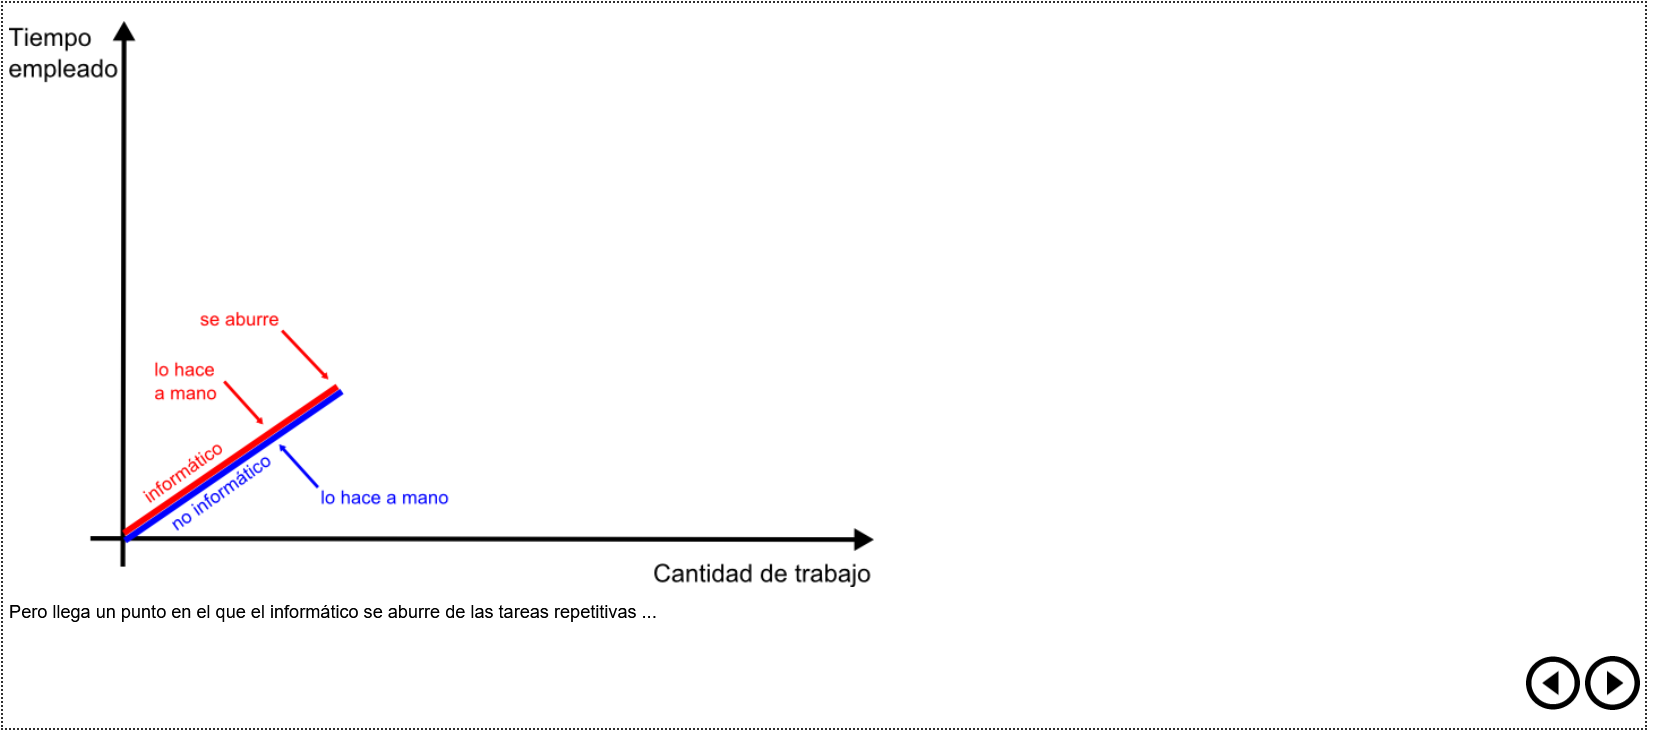 Tiempo
empleado
se aburre
lo hace
a mano
informático
no informático
lo hace a mano
Cantidad de trabajo
Pero llega un punto en el que el informático se aburre de las tareas repetitivas ...